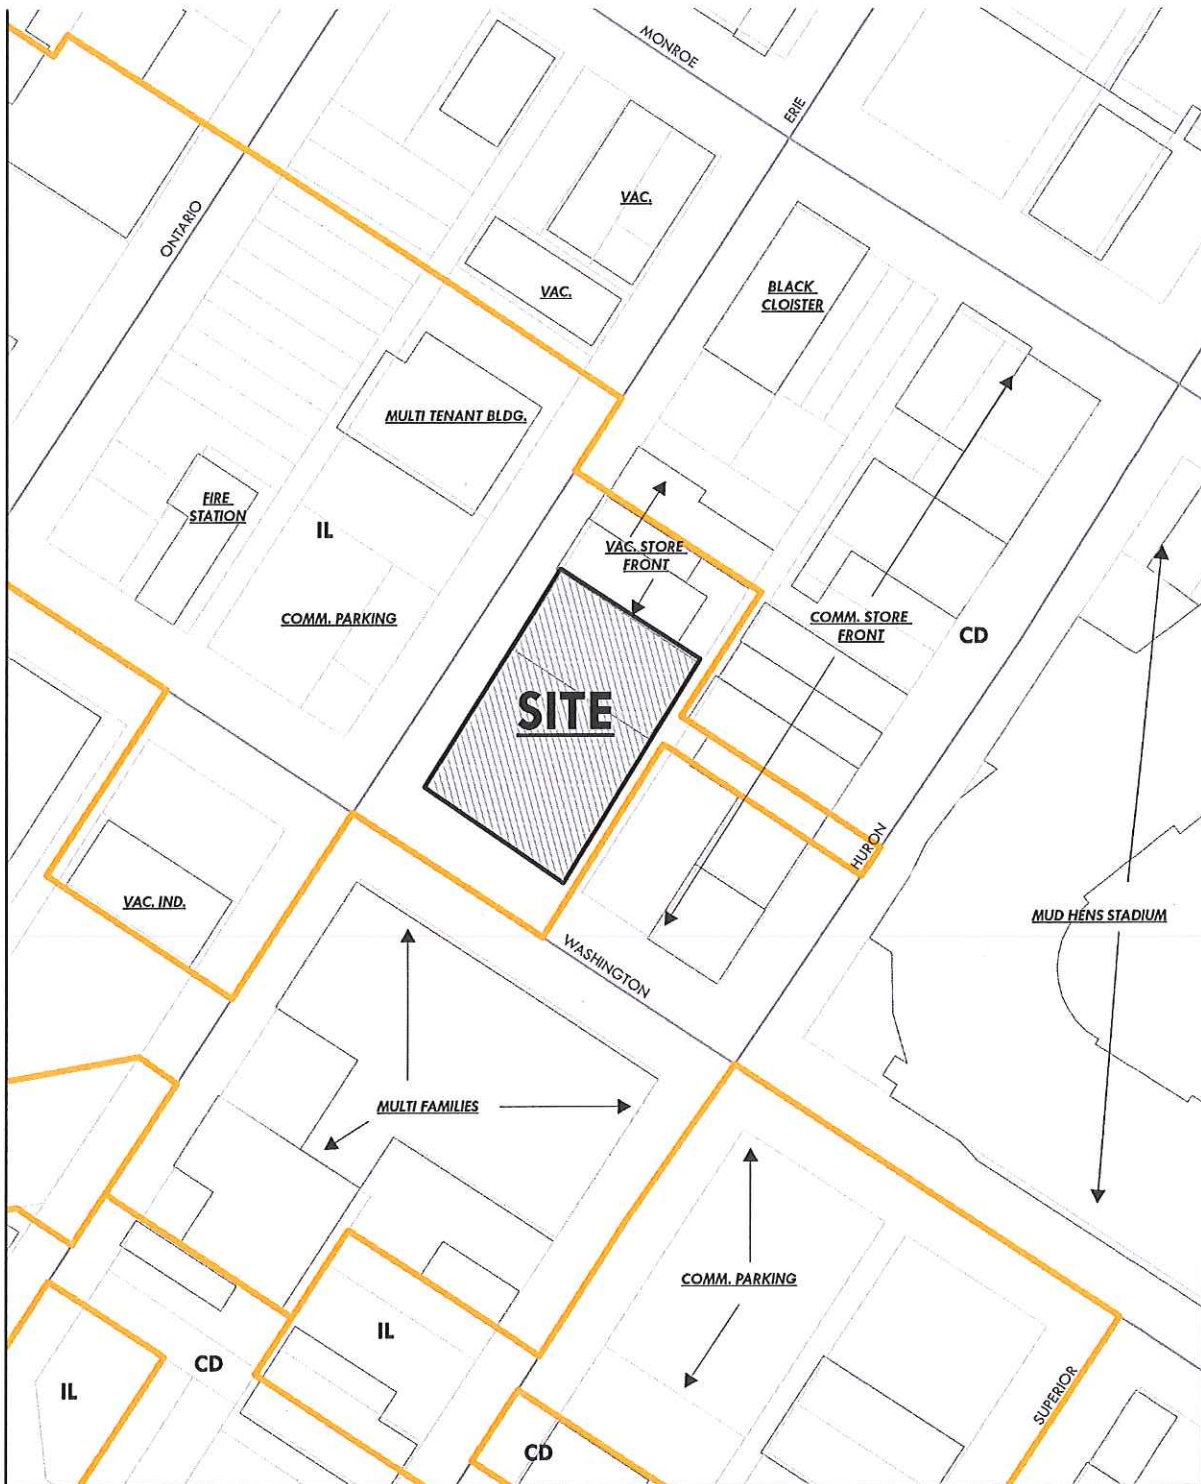 MONROE
ERIE
ONTARIO
VAC.
VAC.
BLACK
CLOISTER
MULTI TENANT BLDG.
FIRE
STATION
IL
VAC. STORE
FRONT
COMM. PARKING
COMM. STORE
FRONT
CD
SITE
HURON
VAC. IND.
MUD HENS STADIUM
WASHINGTON
MULTI FAMILIES
COMM. PARKING
IL
CD
IL
SUPERIOR
CD